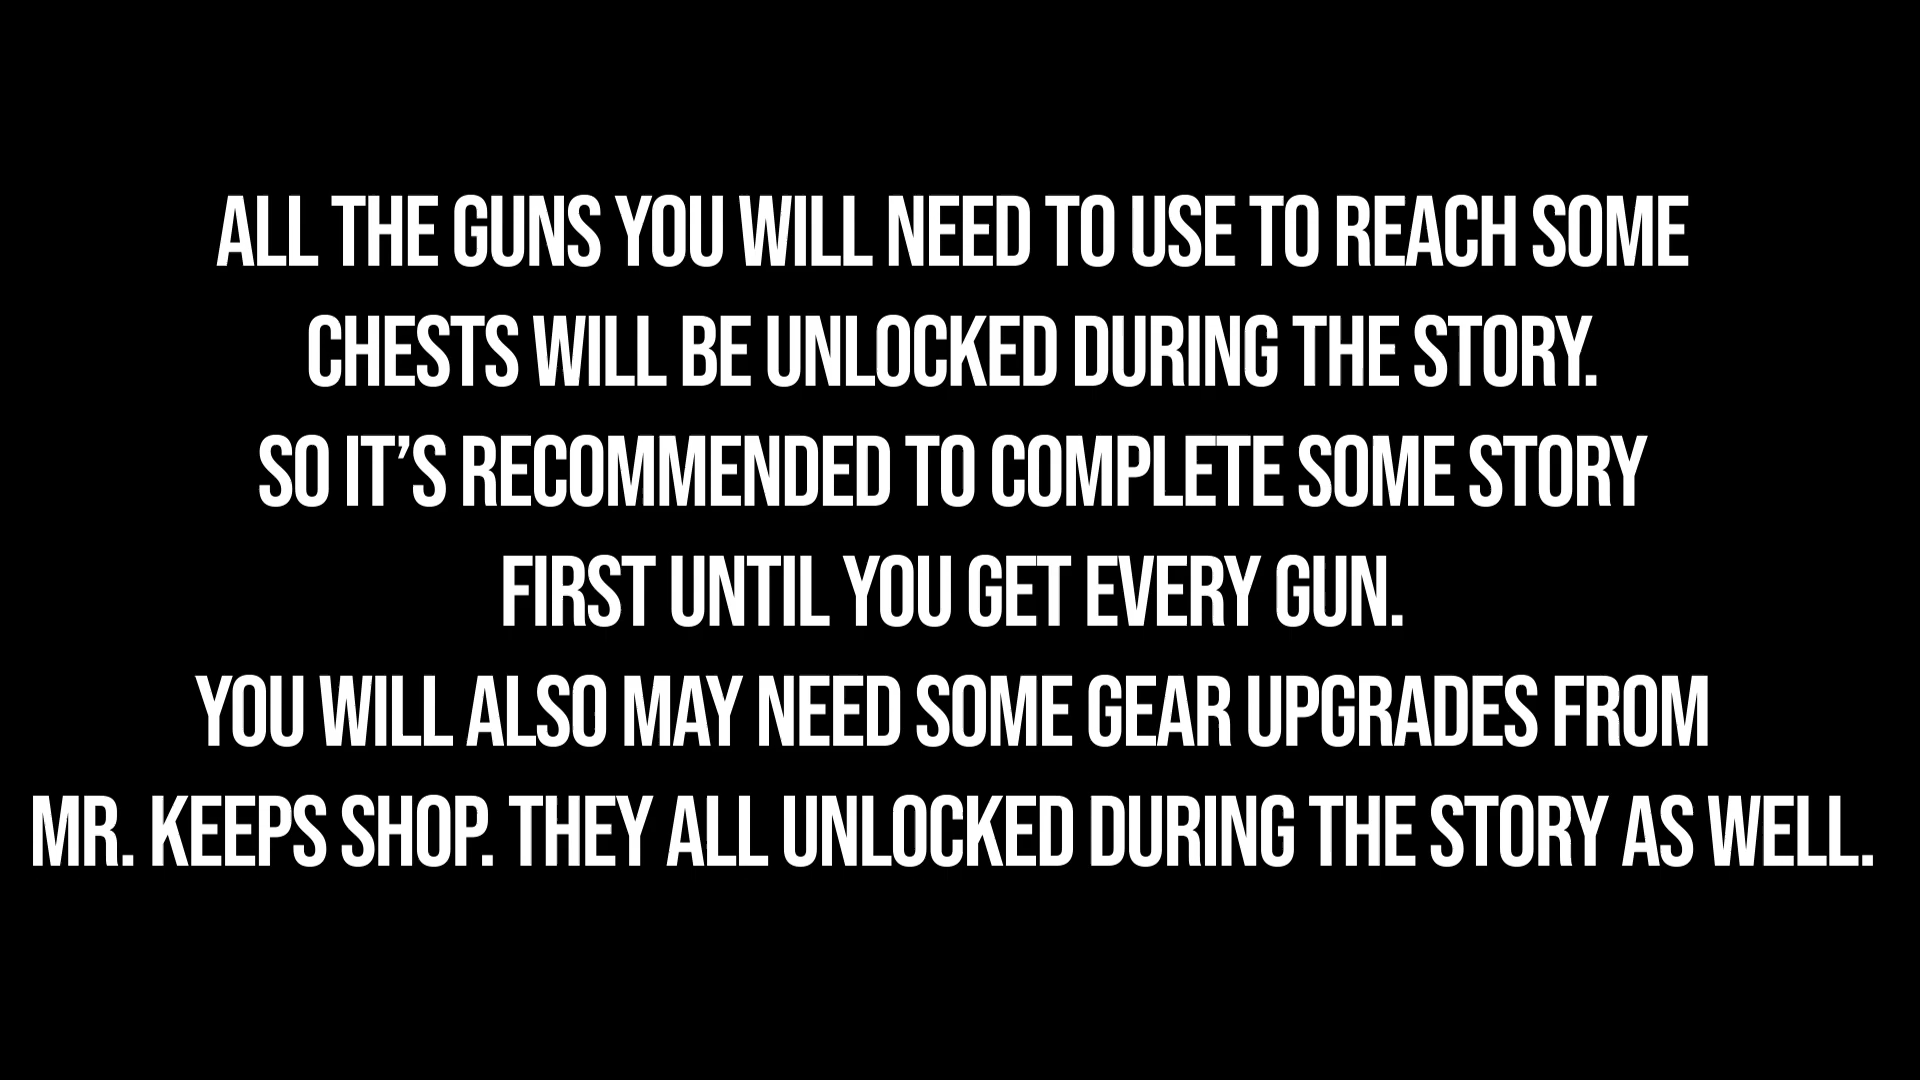 ALL THE GUNS YOU WILL NEED TO USE TO REACH SOME
CHESTS WILL BE UNLOCKED DURING THE STORY.
SO IT’S RECOMMENDED TO COMPLETE SOME STORY
FIRST UNTIL YOU GET EVERY GUN.
YOU WILL ALSO MAY NEED SOME GEAR UPGRADES FROM
MR. KEEPS SHOP. THEY ALL UNLOCKED DURING THE STORY AS WELL.